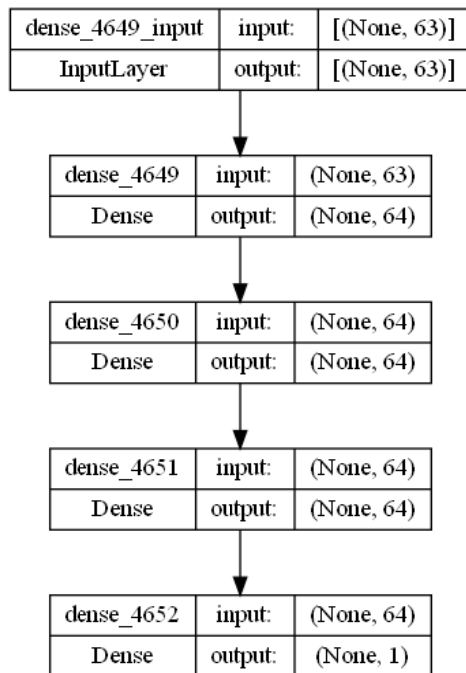 dense_4649_input input: [(None, 63)]
InputLayer output: [(None, 63)]
dense_4649 input: (None, 63)
Dense output: (None, 64)
dense_4650 input: (None, 64)
Dense output: (None, 64)
dense_4651 input: (None, 64)
Dense output: (None, 64)
dense_4652 input: (None, 64)
Dense output: (None, 1)